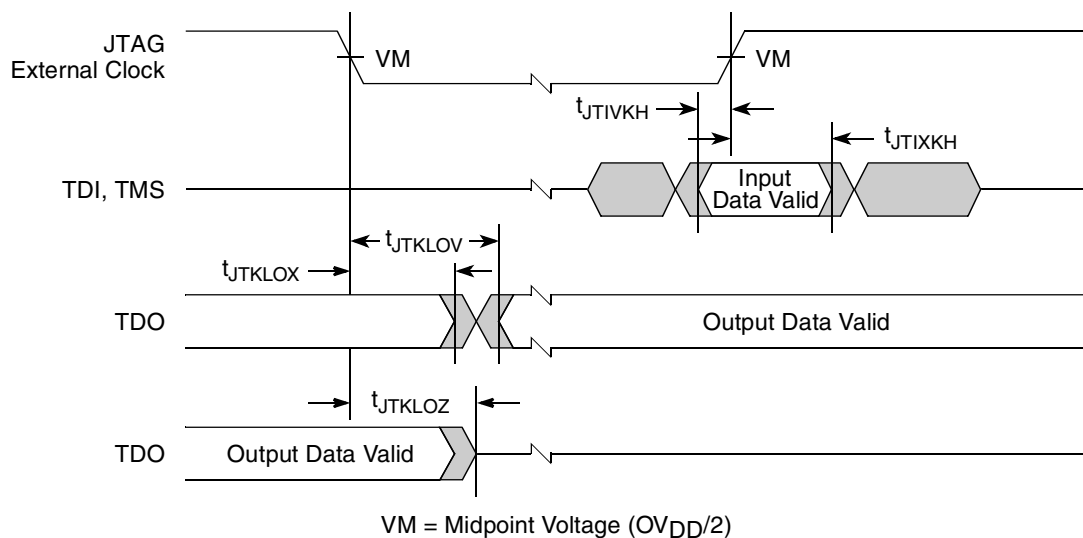 JTAG
External Clock
VM
VM
tJTIVKH
tJTIXKH
TDI, TMS
Input
Data Valid
tJTKLOV
tJTKLOX
TDO
Output Data Valid
tJTKLOZ
TDO
Output Data Valid
VM = Midpoint Voltage (OVDD/2)